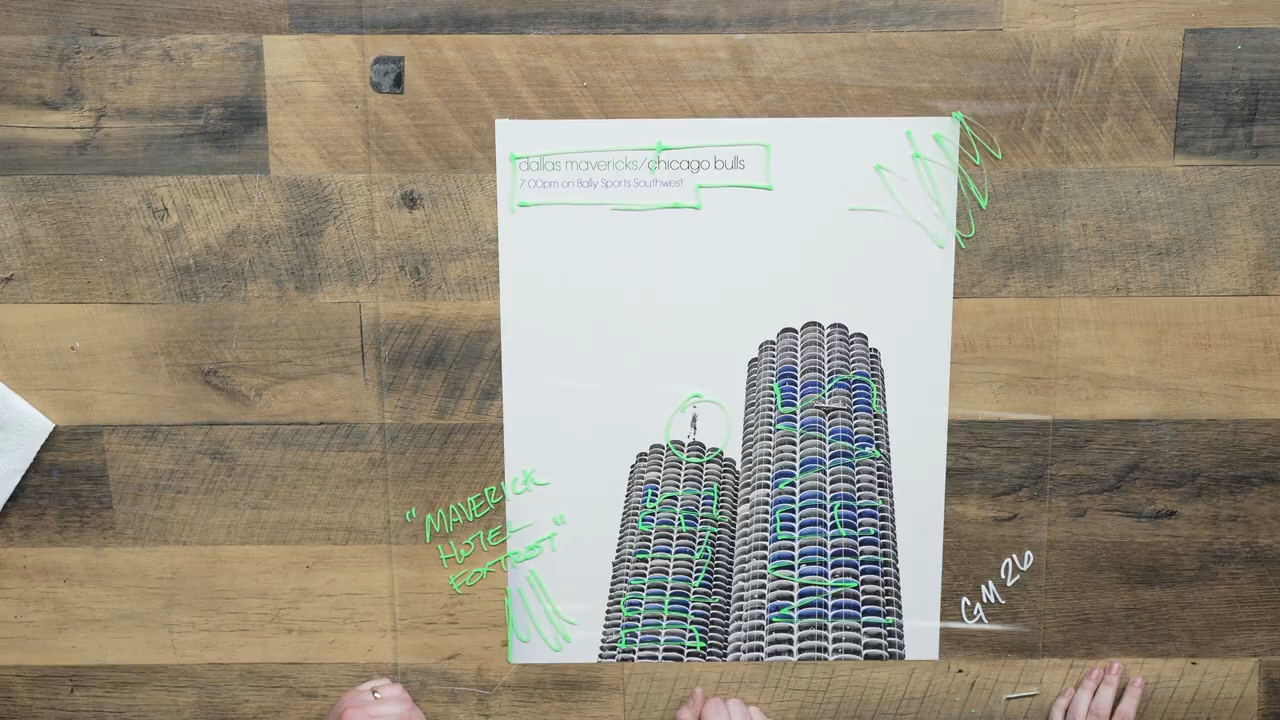 dallas mavericks/chicago bulls
7:00pm on Bally Sports Southwest
"MAVERICK
HOTEL
FOXTROT"
GM 26